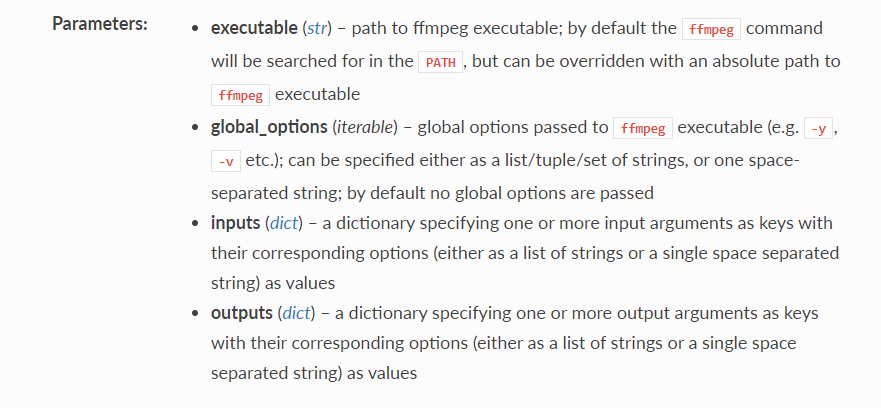 Parameters:
• executable (str) – path to ffmpeg executable; by default the ffmpeg command
will be searched for in the PATH , but can be overridden with an absolute path to
ffmpeg executable
• global_options (iterable) – global options passed to ffmpeg executable (e.g. -y ,
-v etc.); can be specified either as a list/tuple/set of strings, or one space-
separated string; by default no global options are passed
• inputs (dict) – a dictionary specifying one or more input arguments as keys with
their corresponding options (either as a list of strings or a single space separated
string) as values
• outputs (dict) – a dictionary specifying one or more output arguments as keys
with their corresponding options (either as a list of strings or a single space
separated string) as values